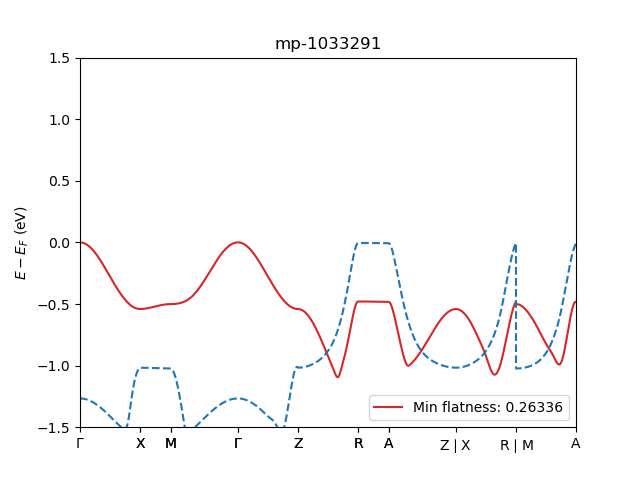 mp-1033291
E − E_F (eV)
1.5
1.0
0.5
0.0
−0.5
−1.0
−1.5
Min flatness: 0.26336
Γ X M Γ Z R A Z | X R | M A